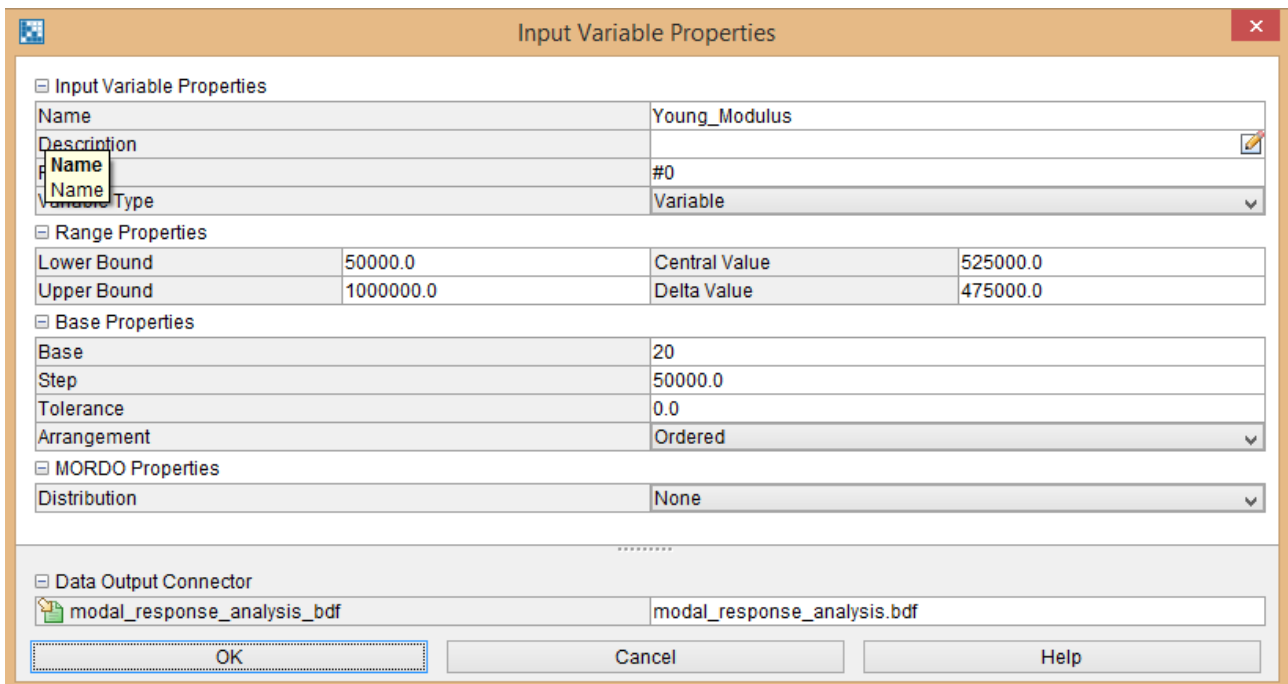 Input Variable Properties
Input Variable Properties
Name Young_Modulus
Description
Name
#0
Name
Type Variable
Range Properties
Lower Bound 50000.0 Central Value 525000.0
Upper Bound 1000000.0 Delta Value 475000.0
Base Properties
Base 20
Step 50000.0
Tolerance 0.0
Arrangement Ordered
MORDO Properties
Distribution None
Data Output Connector
modal_response_analysis_bdf modal_response_analysis.bdf
OK Cancel Help